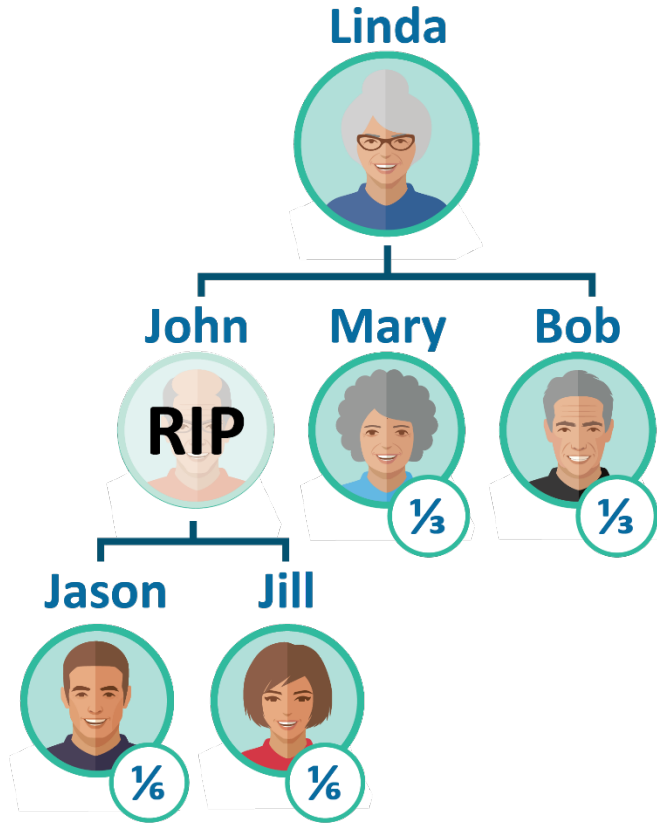 Linda
John Mary Bob
RIP
⅓ ⅓
Jason Jill
⅙ ⅙